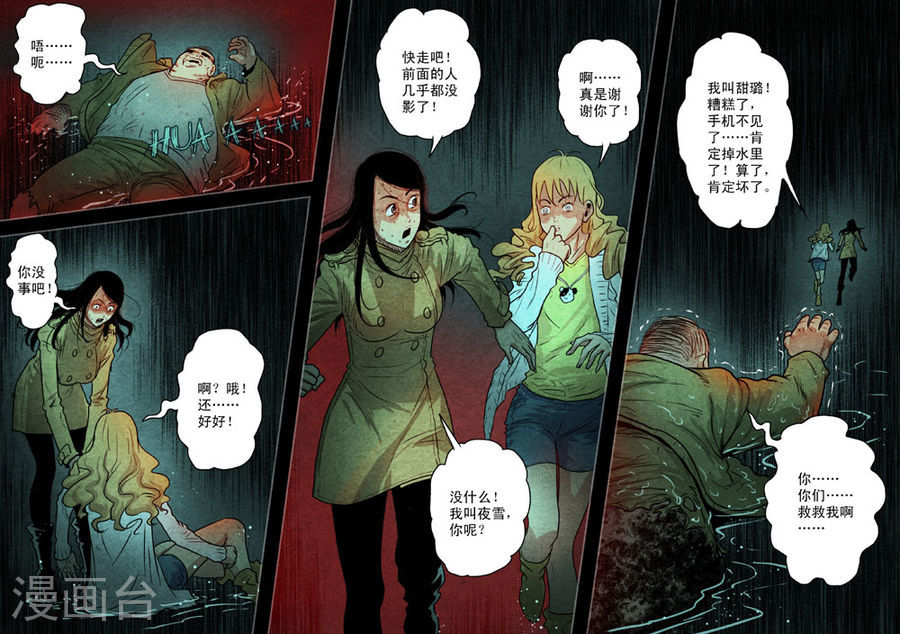 唔……
呃……
HUA A A A A A A
你没
事吧！
啊？哦！
还……
好好！
快走吧！
前面的人
几乎都没
影了！
啊……
真是谢
谢你了！
没什么！
我叫夜雪，
你呢？
我叫甜璐！
糟糕了，
手机不见
了……肯
定掉水里
了！算了，
肯定坏了。
你……
你们……
救救我啊
……
漫画台